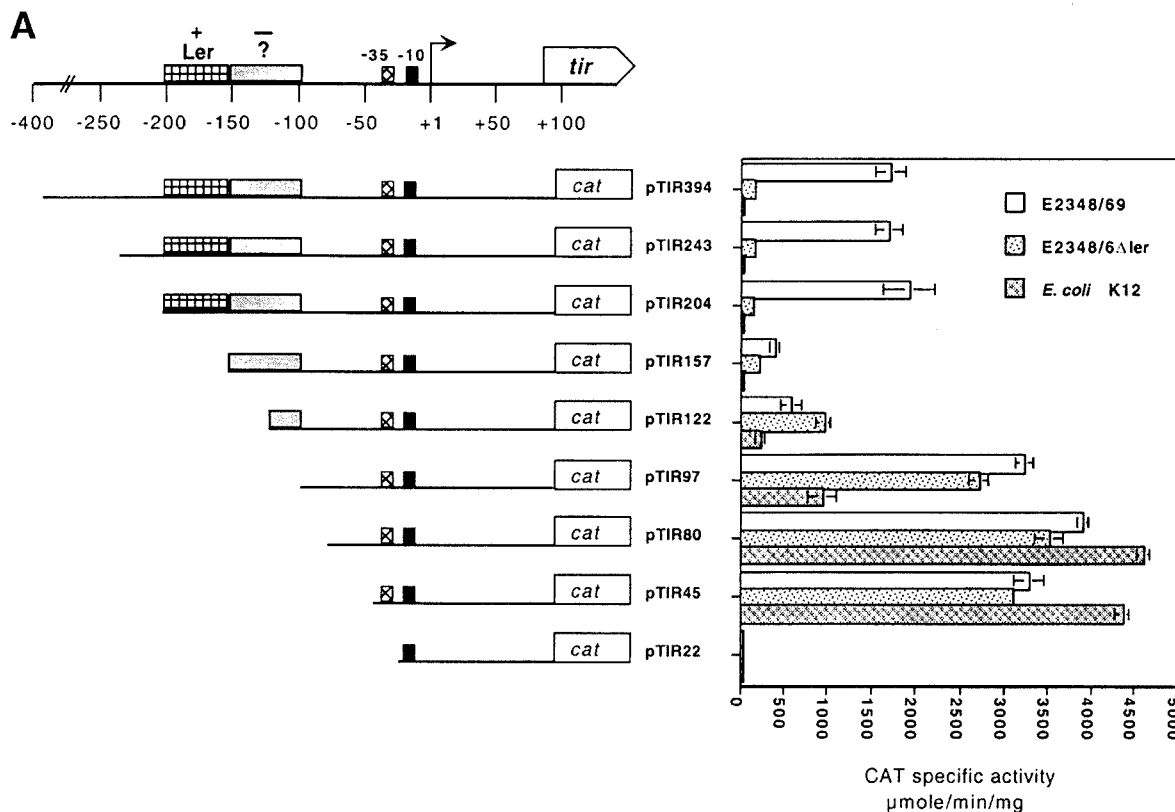 A
+
Ler
–
?
-35
-10
tir
-400
-250
-200
-150
-100
-50
+1
+50
+100
cat pTIR394
cat pTIR243
cat pTIR204
cat pTIR157
cat pTIR122
cat pTIR97
cat pTIR80
cat pTIR45
cat pTIR22
E2348/69
E2348/6Δler
E. coli K12
0
500
1000
1500
2000
2500
3000
3500
4000
4500
5000
CAT specific activity
µmole/min/mg